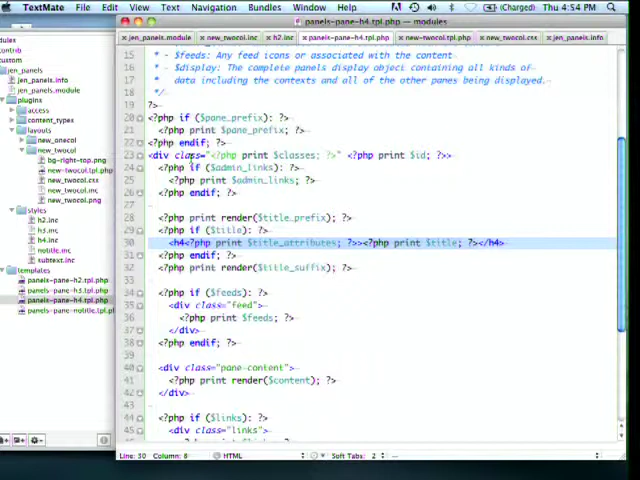 TextMate File Edit View Text Navigation Bundles Window Help (Charged) Thu 4:54 PM
panels-pane-h4.tpl.php — modules
jen_panels.module new_twocol.inc h2.inc panels-pane-h4.tpl.php new-twocol.tpl.php new_twocol.css jen_panels.info
dules
contrib
jen_panels
jen_panels.info
jen_panels.module
plugins
access
content_types
layouts
new_onecol
new_twocol
bg-right-top.png
new-twocol.tpl.php
new_twocol.css
new_twocol.inc
new_twocol.png
styles
h2.inc
h3.inc
h4.inc
notitle.inc
subtext.inc
templates
panels-pane-h2.tpl.php
panels-pane-h3.tpl.php
panels-pane-h4.tpl.php
panels-pane-notitle.tpl.php
15 * - $feeds: Any feed icons or associated with the content
16 * - $display: The complete panels display object containing all kinds of
17 * data including the contexts and all of the other panes being displayed.
18 */
19 ?>
20 <?php if ($pane_prefix): ?>
21 <?php print $pane_prefix; ?>
22 <?php endif; ?>
23 <div class="<?php print $classes; ?>" <?php print $id; ?>>
24 <?php if ($admin_links): ?>
25 <?php print $admin_links; ?>
26 <?php endif; ?>
27
28 <?php print render($title_prefix); ?>
29 <?php if ($title): ?>
30 <h4<?php print $title_attributes; ?>><?php print $title; ?></h4>
31 <?php endif; ?>
32 <?php print render($title_suffix); ?>
33
34 <?php if ($feeds): ?>
35 <div class="feed">
36 <?php print $feeds; ?>
37 </div>
38 <?php endif; ?>
39
40 <div class="pane-content">
41 <?php print render($content); ?>
42 </div>
43
44 <?php if ($links): ?>
45 <div class="links">
Line: 30 Column: 8 HTML Soft Tabs: 2